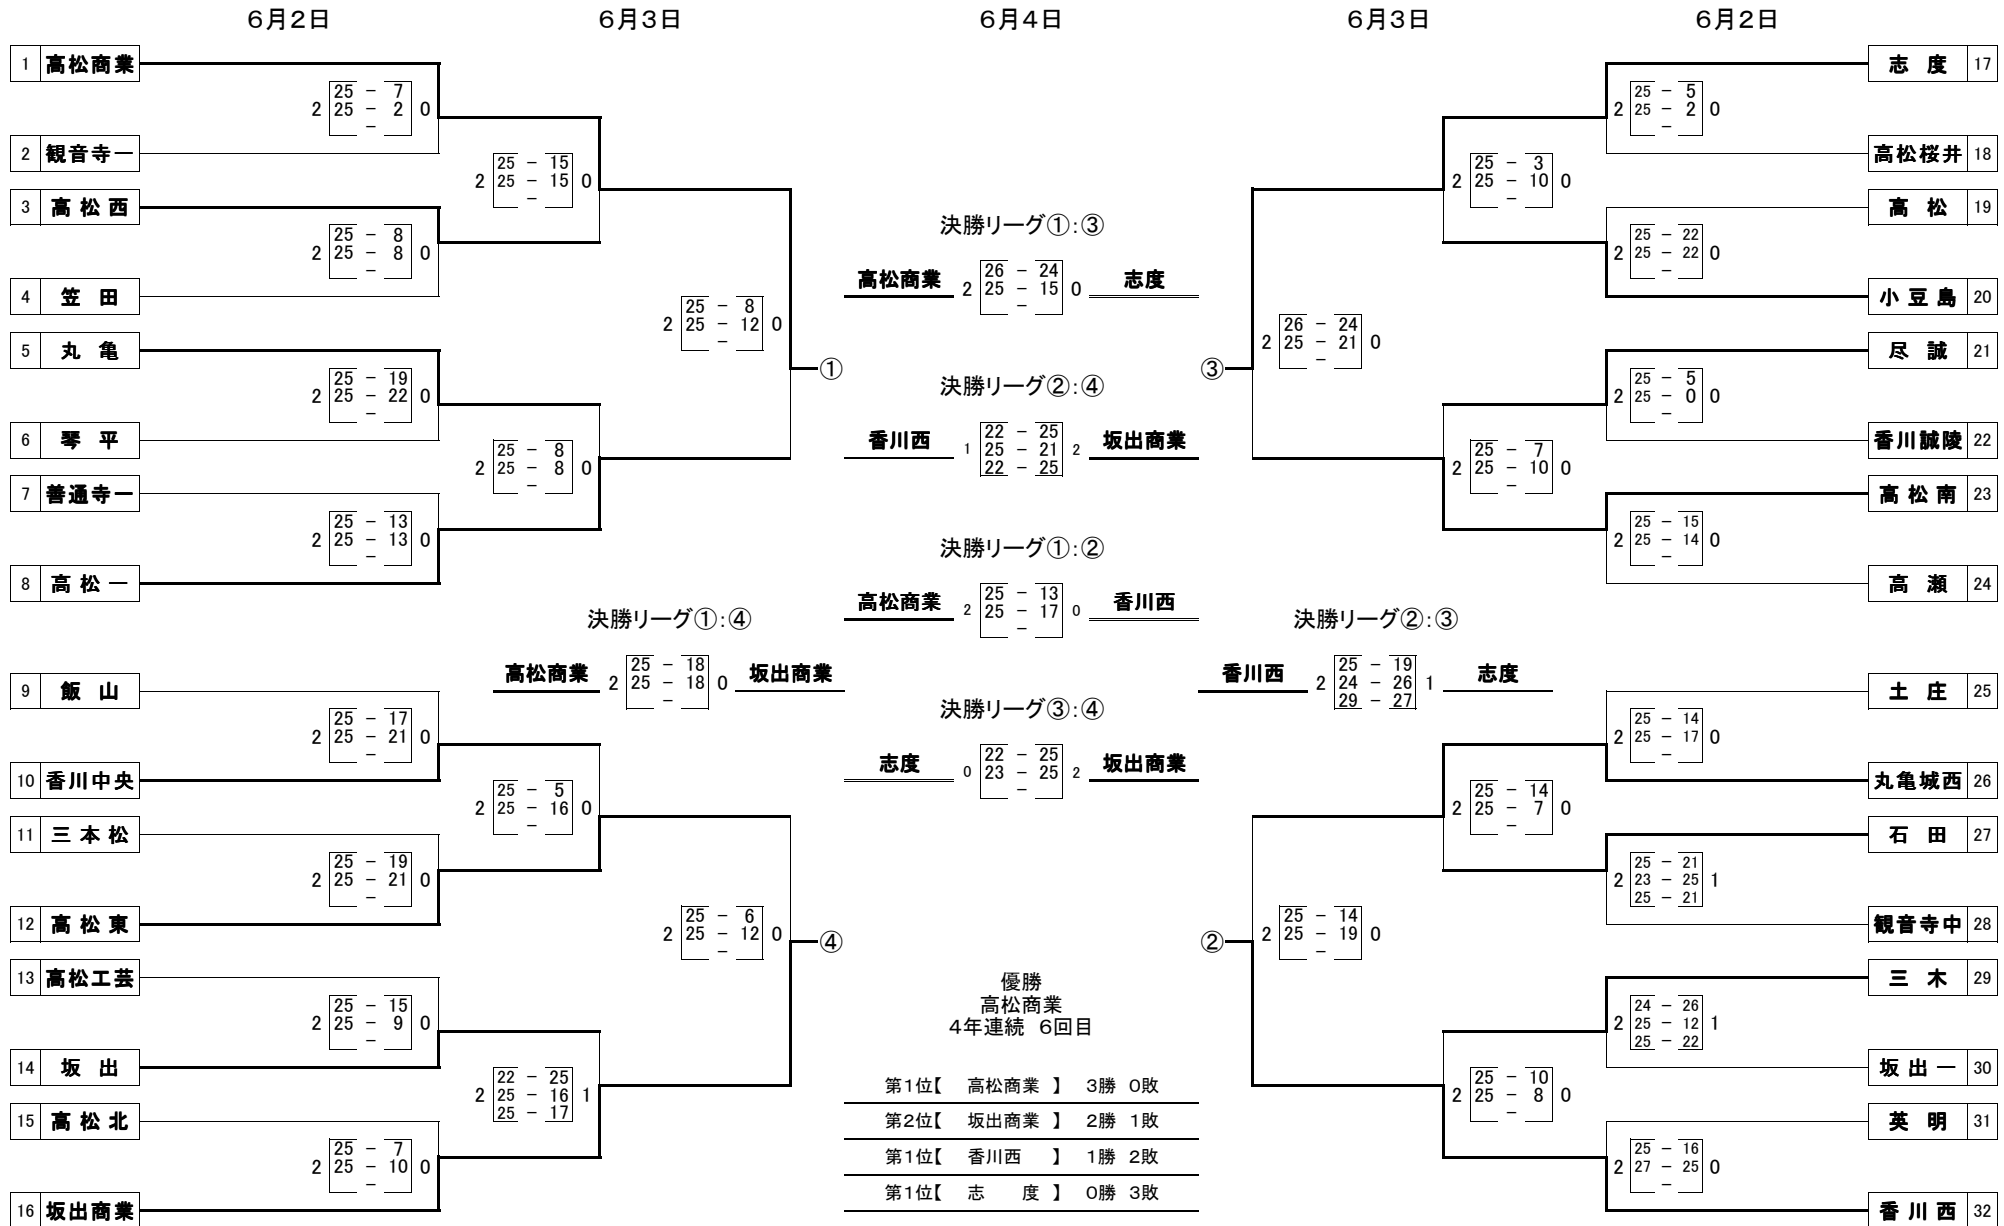 6月2日 6月3日 6月4日 6月3日 6月2日
1 高松商業
2 25 - 7 0
25 - 2
-
2 観音寺一
2 25 - 15 0
25 - 15
-
3 高松西
2 25 - 8 0
25 - 8
-
4 笠田
2 25 - 8 0
25 - 12
-
①
5 丸亀
2 25 - 19 0
25 - 22
-
6 琴平
2 25 - 8 0
25 - 8
-
7 善通寺一
2 25 - 13 0
25 - 13
-
8 高松一
9 飯山
2 25 - 17 0
25 - 21
-
10 香川中央
2 25 - 5 0
25 - 16
-
11 三本松
2 25 - 19 0
25 - 21
-
12 高松東
2 25 - 6 0
25 - 12
-
④
13 高松工芸
2 25 - 15 0
25 - 9
-
14 坂出
2 22 - 25 1
25 - 16
25 - 17
15 高松北
2 25 - 7 0
25 - 10
-
16 坂出商業
決勝リーグ①:③
高松商業 2 26 - 24 0 志度
25 - 15
-
決勝リーグ②:④
香川西 1 22 - 25 2 坂出商業
25 - 21
22 - 25
決勝リーグ①:②
高松商業 2 25 - 13 0 香川西
25 - 17
-
決勝リーグ①:④
高松商業 2 25 - 18 0 坂出商業
25 - 18
-
決勝リーグ②:③
香川西 2 25 - 19 1 志度
24 - 26
29 - 27
決勝リーグ③:④
志度 0 22 - 25 2 坂出商業
23 - 25
-
優勝
高松商業
4年連続 6回目
第1位【 高松商業 】 3勝 0敗
第2位【 坂出商業 】 2勝 1敗
第1位【 香川西 】 1勝 2敗
第1位【 志 度 】 0勝 3敗
志度 17
2 25 - 5 0
25 - 2
-
高松桜井 18
2 25 - 3 0
25 - 10
-
高松 19
2 25 - 22 0
25 - 22
-
小豆島 20
③
2 26 - 24 0
25 - 21
-
尽誠 21
2 25 - 5 0
25 - 0
-
香川誠陵 22
2 25 - 7 0
25 - 10
-
高松南 23
2 25 - 15 0
25 - 14
-
高瀬 24
土庄 25
2 25 - 14 0
25 - 17
-
丸亀城西 26
2 25 - 14 0
25 - 7
-
石田 27
2 25 - 21 1
23 - 25
25 - 21
観音寺中 28
②
2 25 - 14 0
25 - 19
-
三木 29
2 24 - 26 1
25 - 12
25 - 22
坂出一 30
2 25 - 10 0
25 - 8
-
英明 31
2 25 - 16 0
27 - 25
-
香川西 32